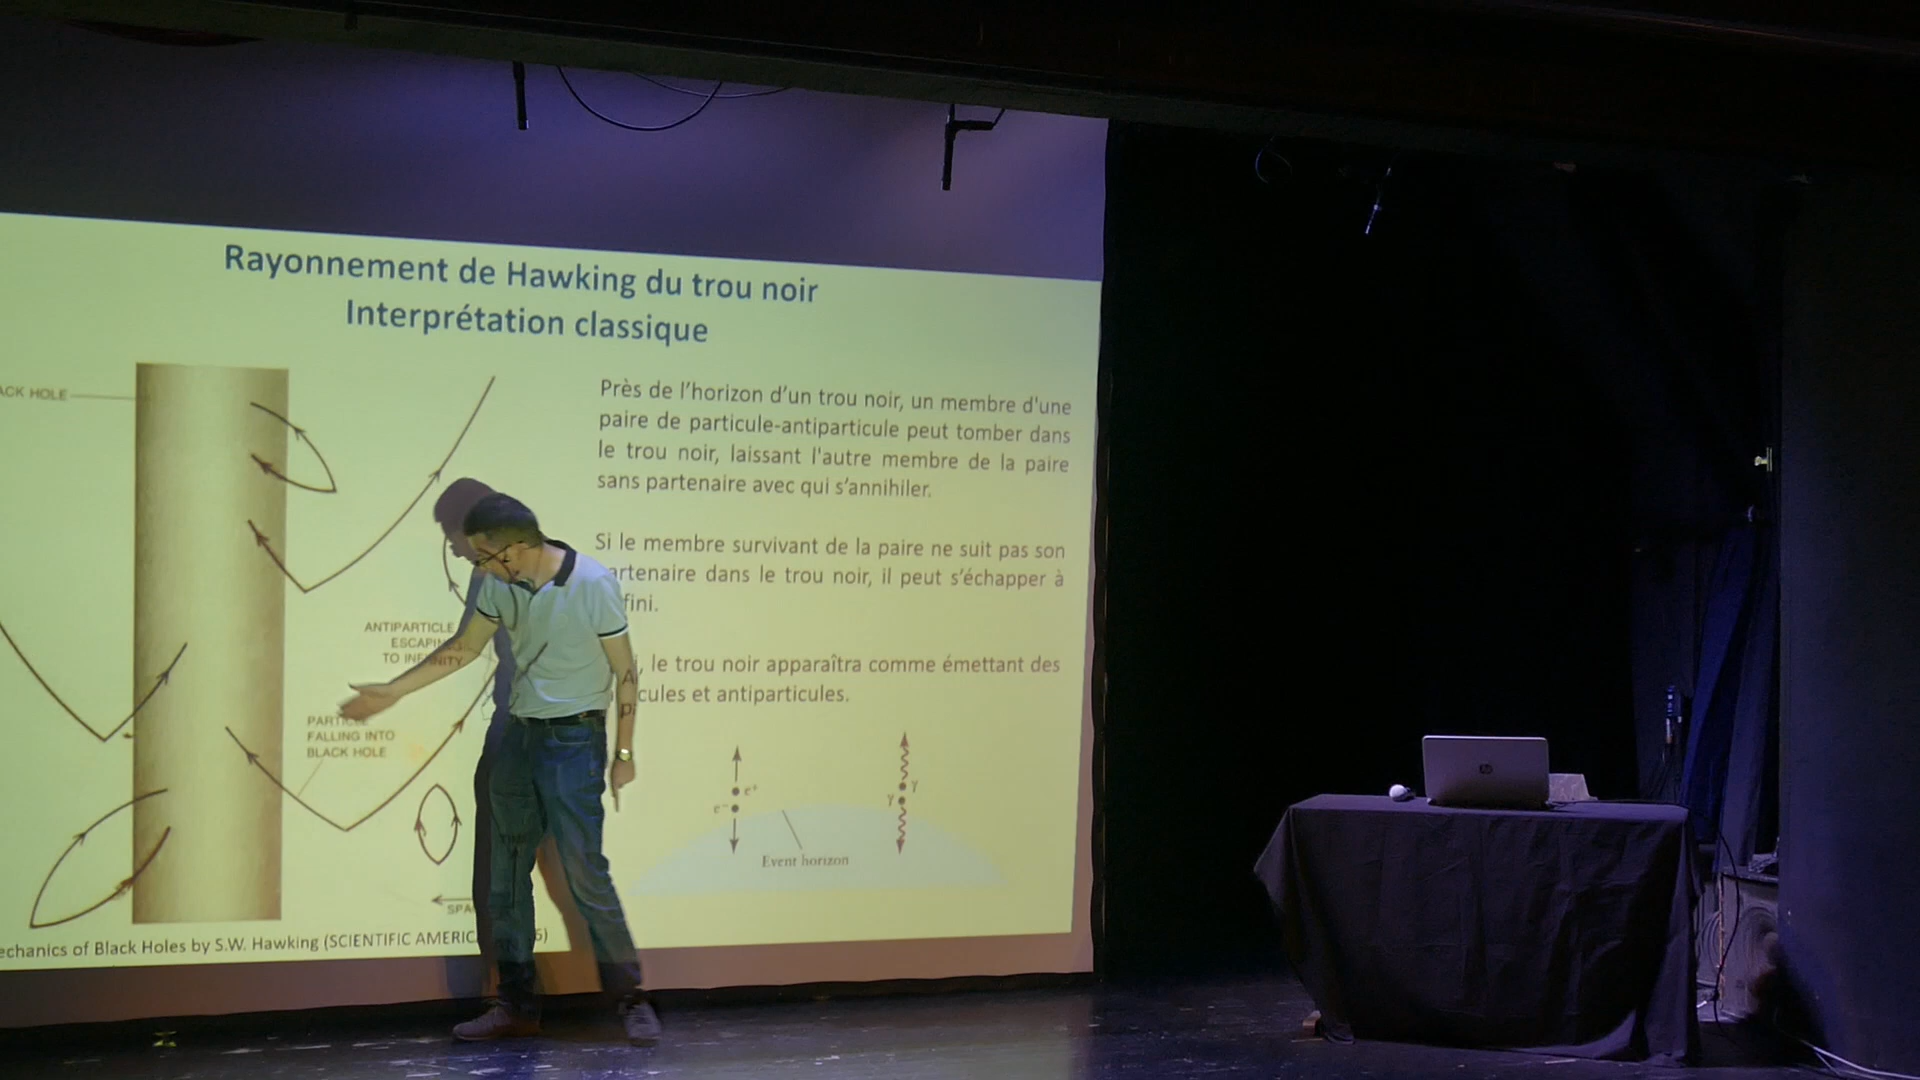 Rayonnement de Hawking du trou noir
Interprétation classique
ACK HOLE
Près de l'horizon d'un trou noir, un membre d'une
paire de particule-antiparticule peut tomber dans
le trou noir, laissant l'autre membre de la paire
sans partenaire avec qui s'annihiler.
Si le membre survivant de la paire ne suit pas son
artenaire dans le trou noir, il peut s'échapper à
fini.
, le trou noir apparaîtra comme émettant des
cules et antiparticules.
ANTIPARTICLE
ESCAPING
TO INFINITY
PARTICLE
FALLING INTO
BLACK HOLE
e+
e-
γ
γ
Event horizon
SPA
echanics of Black Holes by S.W. Hawking (SCIENTIFIC AMERIC
hp